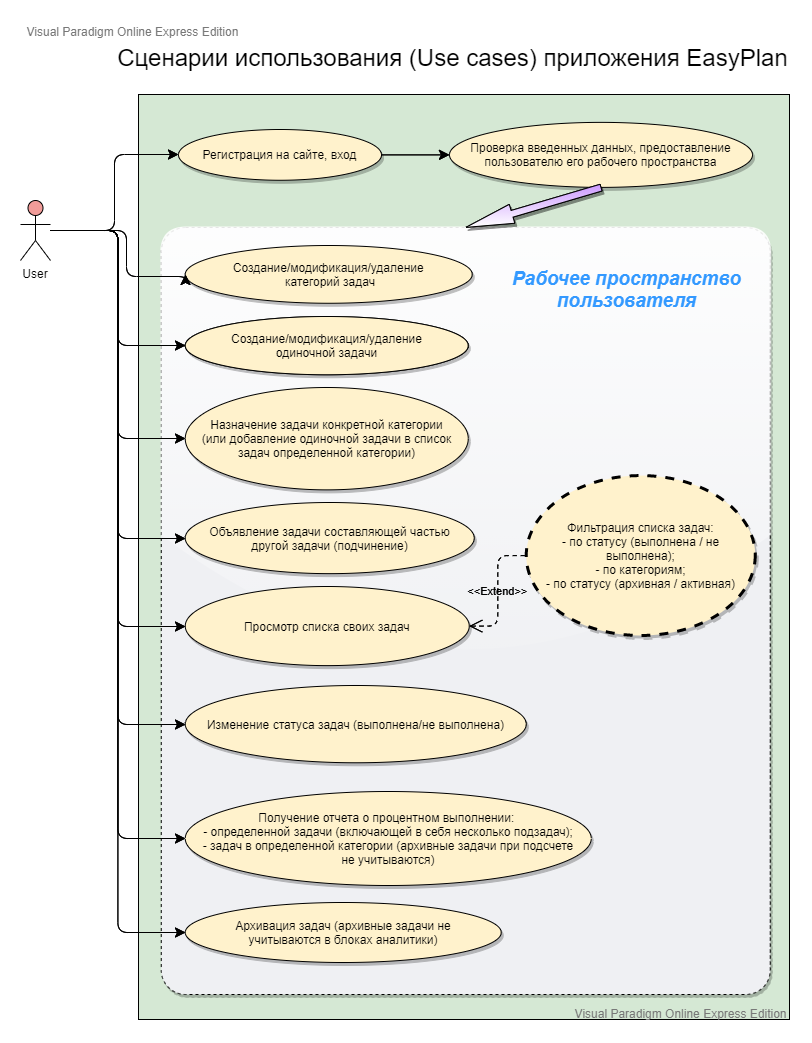 Visual Paradigm Online Express Edition
Сценарии использования (Use cases) приложения EasyPlan
Регистрация на сайте, вход
Проверка введенных данных, предоставление
пользователю его рабочего пространства
User
Рабочее пространство
пользователя
Создание/модификация/удаление
категорий задач
Создание/модификация/удаление
одиночной задачи
Назначение задачи конкретной категории
(или добавление одиночной задачи в список
задач определенной категории)
Объявление задачи составляющей частью
другой задачи (подчинение)
Фильтрация списка задач:
- по статусу (выполнена / не
выполнена);
- по категориям;
- по статусу (архивная / активная)
<<Extend>>
Просмотр списка своих задач
Изменение статуса задач (выполнена/не выполнена)
Получение отчета о процентном выполнении:
- определенной задачи (включающей в себя несколько подзадач);
- задач в определенной категории (архивные задачи при подсчете
не учитываются)
Архивация задач (архивные задачи не
учитываются в блоках аналитики)
Visual Paradigm Online Express Edition